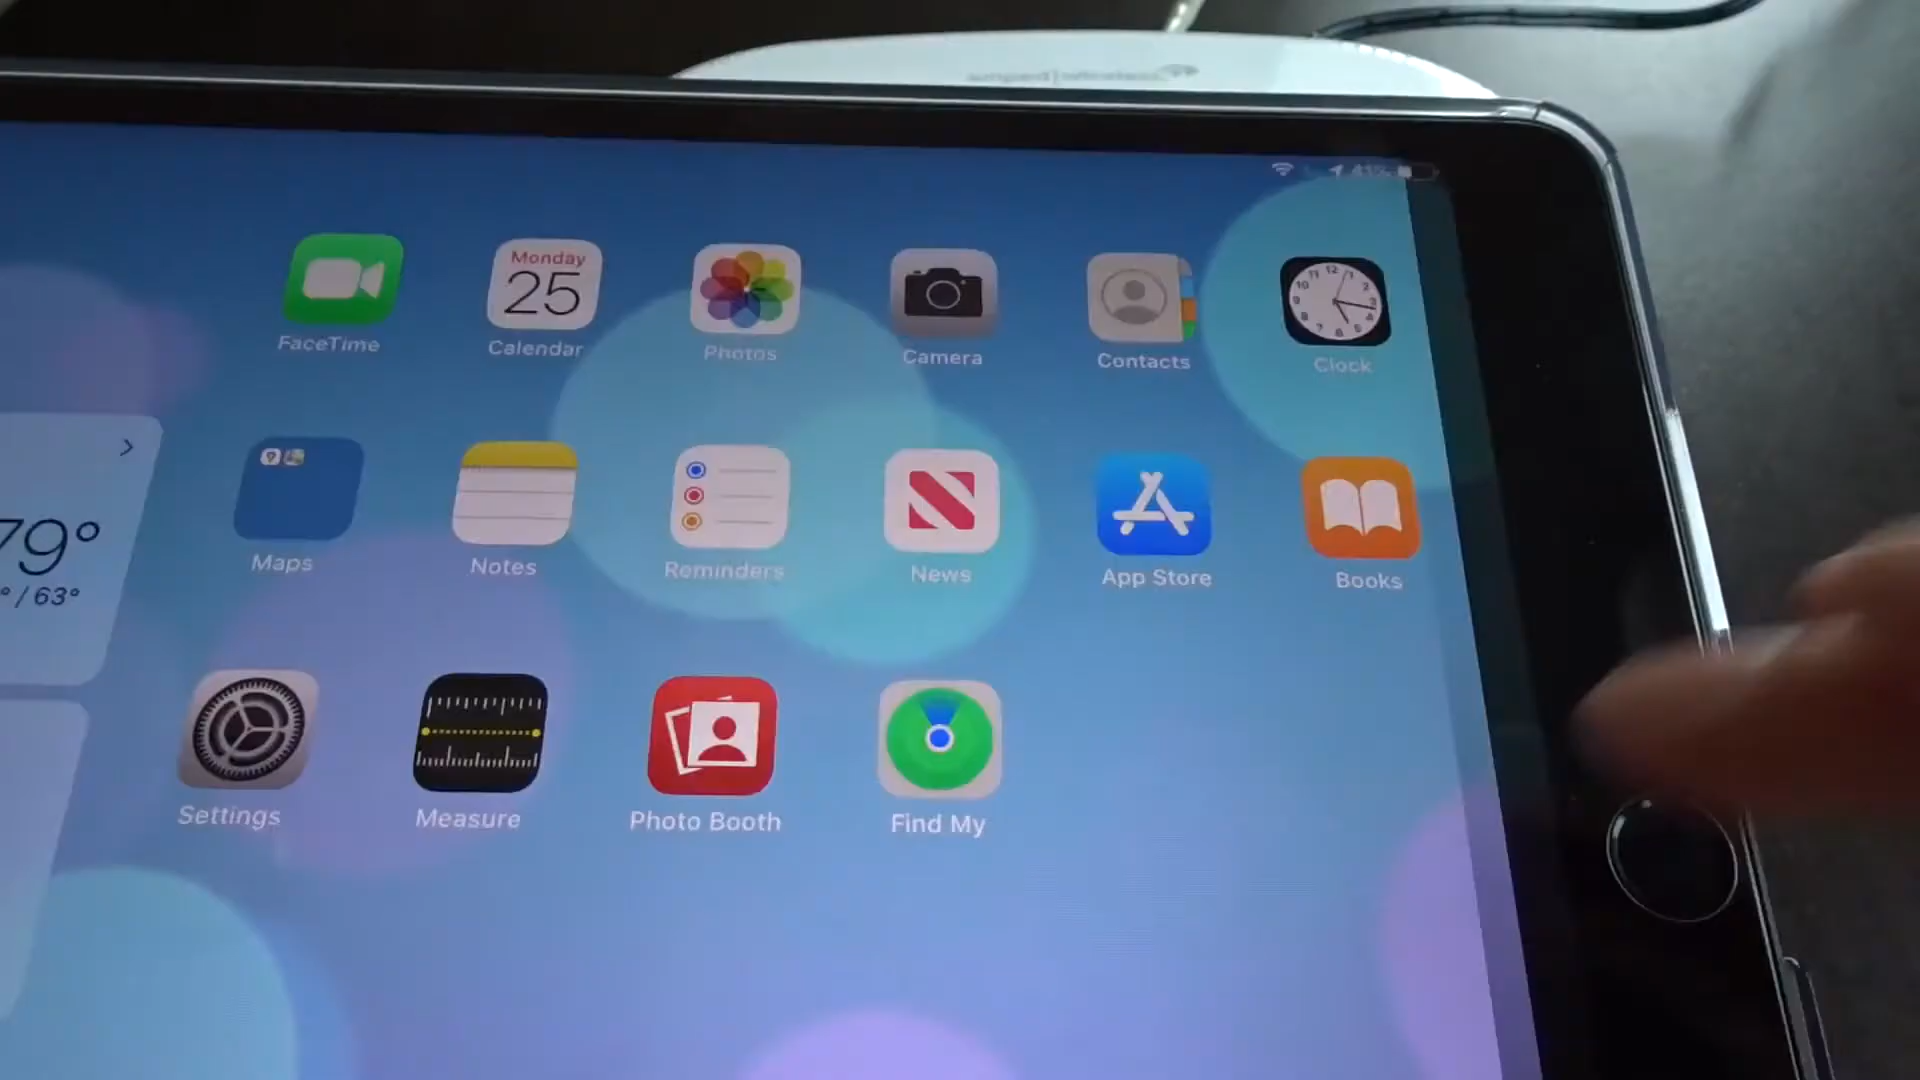 41%
Monday
25
FaceTime
Calendar
Photos
Camera
Contacts
Clock
79°
° / 63°
Maps
Notes
Reminders
News
App Store
Books
Settings
Measure
Photo Booth
Find My